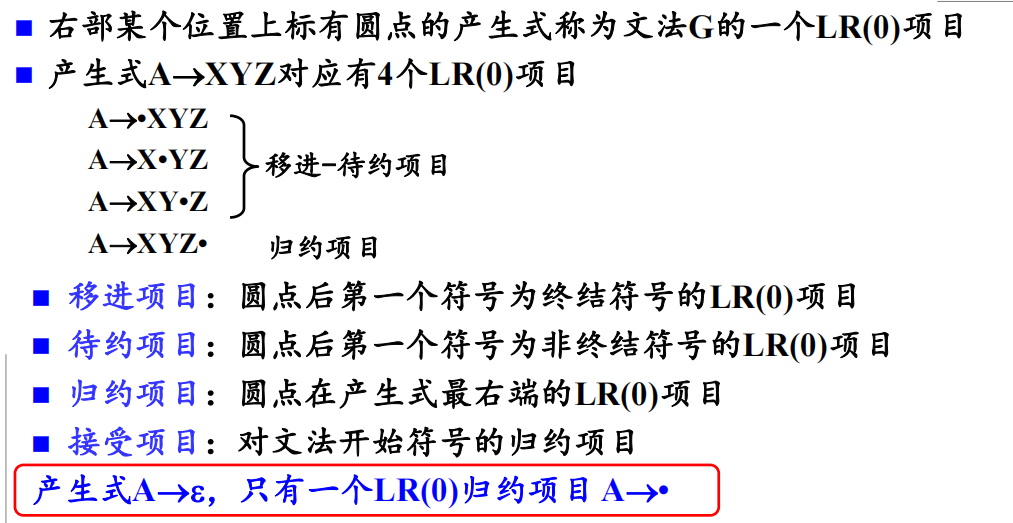 ■ 右部某个位置上标有圆点的产生式称为文法G的一个LR(0)项目
■ 产生式A→XYZ对应有4个LR(0)项目
A→•XYZ
A→X•YZ
移进-待约项目
A→XY•Z
A→XYZ• 归约项目
■ 移进项目：圆点后第一个符号为终结符号的LR(0)项目
■ 待约项目：圆点后第一个符号为非终结符号的LR(0)项目
■ 归约项目：圆点在产生式最右端的LR(0)项目
■ 接受项目：对文法开始符号的归约项目
产生式A→ε，只有一个LR(0)归约项目 A→•